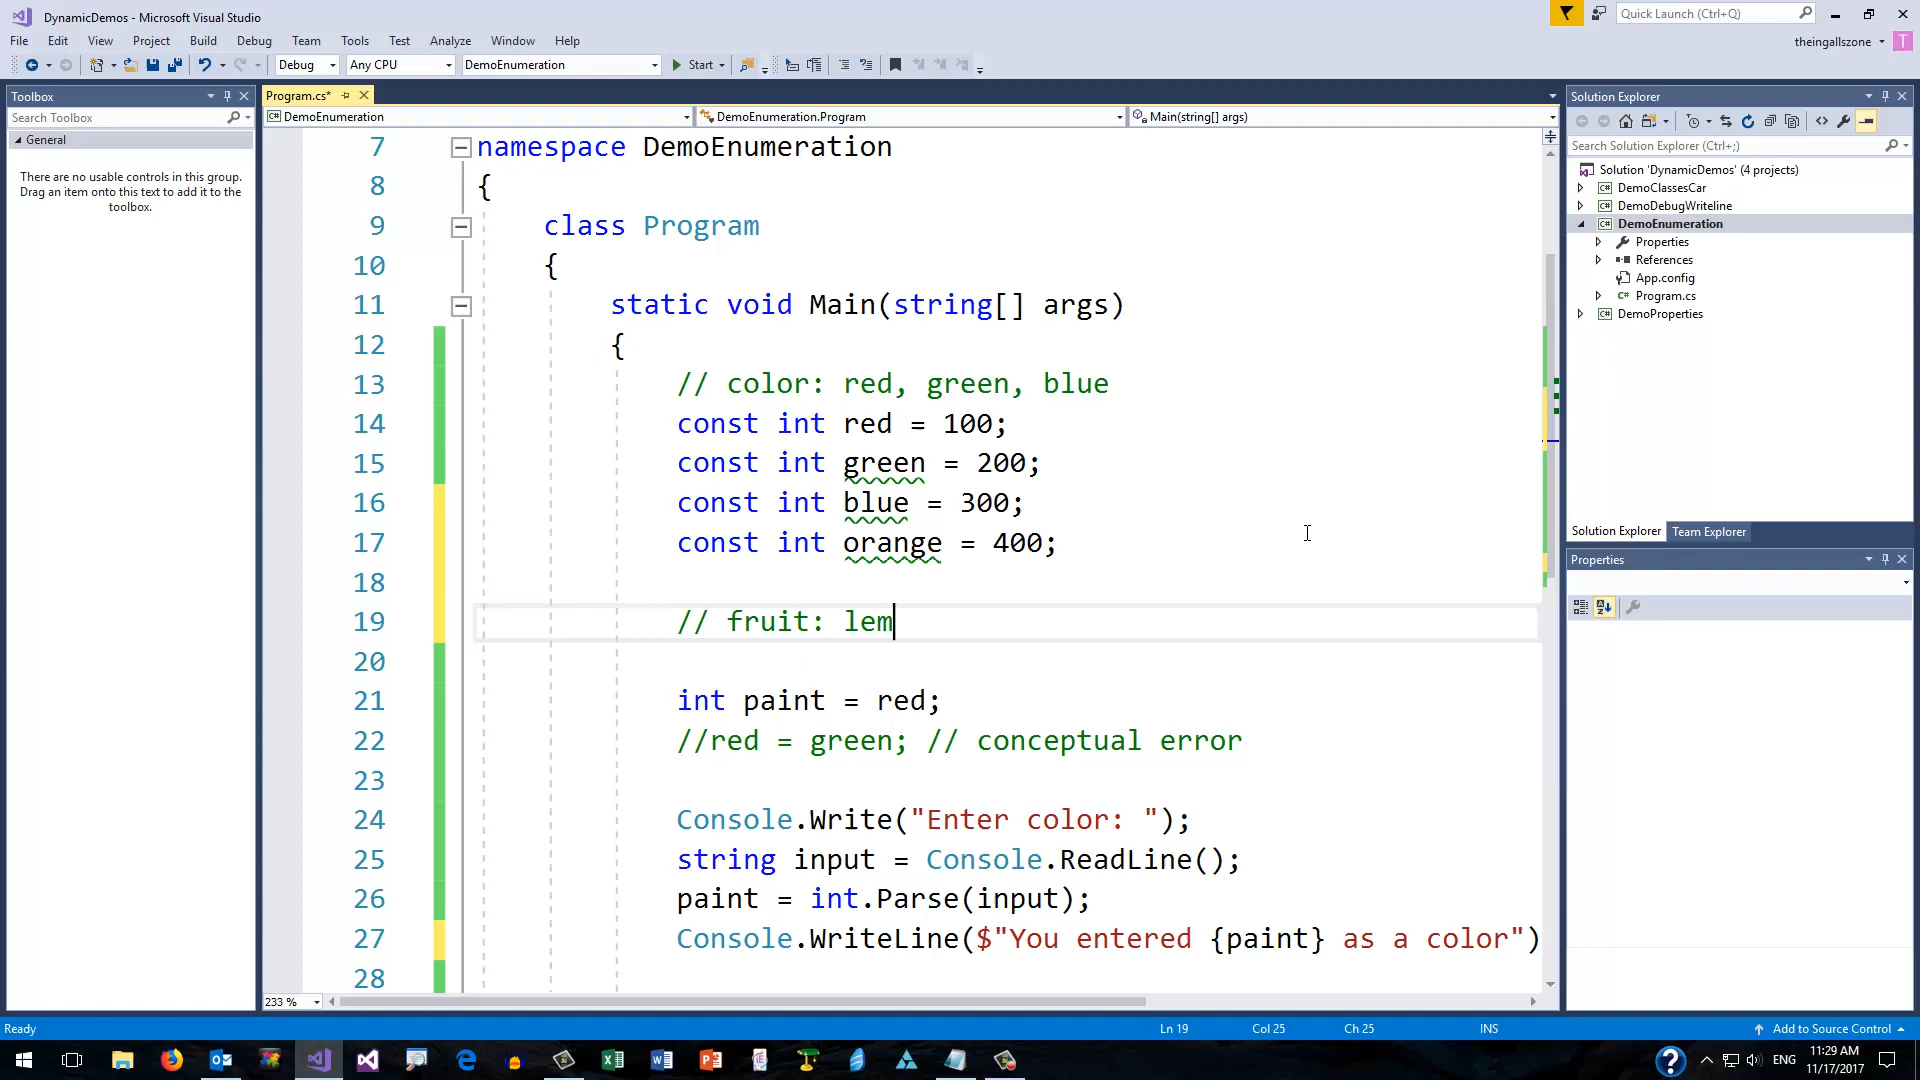 DynamicDemos - Microsoft Visual Studio
Quick Launch (Ctrl+Q)
File Edit View Project Build Debug Team Tools Test Analyze Window Help
theingallszone
T
Debug
Any CPU
DemoEnumeration
Start
Toolbox
Search Toolbox
General
There are no usable controls in this group.
Drag an item onto this text to add it to the
toolbox.
Program.cs*
DemoEnumeration
DemoEnumeration.Program
Main(string[] args)
7 namespace DemoEnumeration
8 {
9 class Program
10 {
11 static void Main(string[] args)
12 {
13 // color: red, green, blue
14 const int red = 100;
15 const int green = 200;
16 const int blue = 300;
17 const int orange = 400;
18
19 // fruit: lem
20
21 int paint = red;
22 //red = green; // conceptual error
23
24 Console.Write("Enter color: ");
25 string input = Console.ReadLine();
26 paint = int.Parse(input);
27 Console.WriteLine($"You entered {paint} as a color")
28
233 %
Solution Explorer
Search Solution Explorer (Ctrl+;)
Solution 'DynamicDemos' (4 projects)
DemoClassesCar
DemoDebugWriteline
DemoEnumeration
Properties
References
App.config
Program.cs
DemoProperties
Solution Explorer Team Explorer
Properties
Ready
Ln 19 Col 25 Ch 25 INS
Add to Source Control
ENG
11:29 AM
11/17/2017